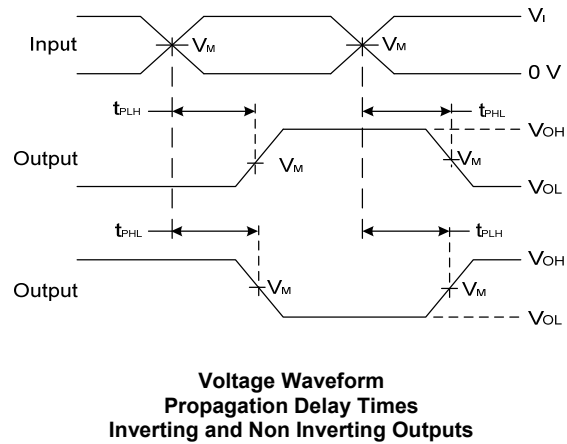 VI
Input
VM
VM
0 V
tPLH
tPHL
VOH
Output
VM
VM
VOL
tPHL
tPLH
VOH
Output
VM
VM
VOL
Voltage Waveform
Propagation Delay Times
Inverting and Non Inverting Outputs